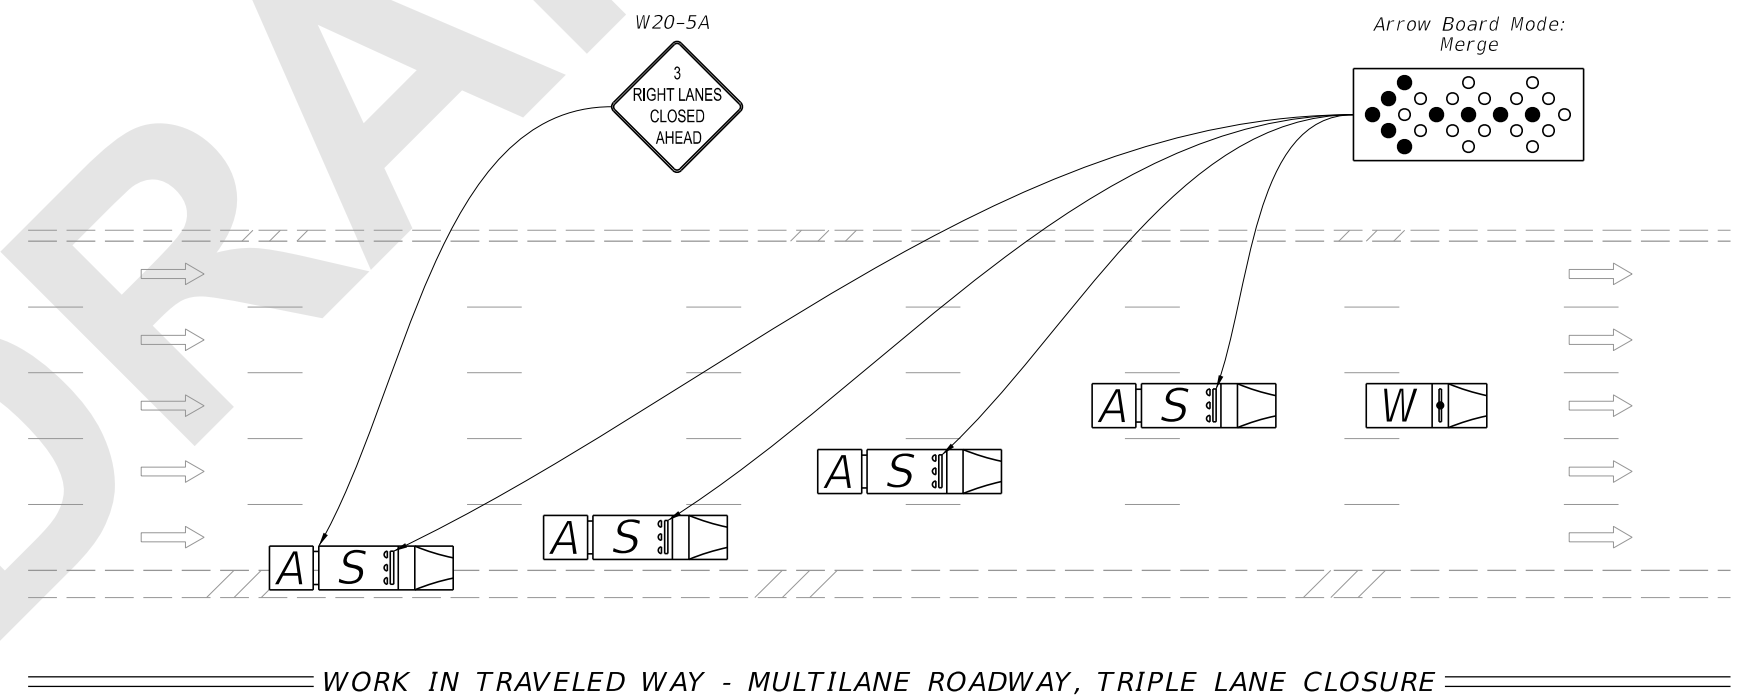 W20-5A
3
RIGHT LANES
CLOSED
AHEAD
Arrow Board Mode:
Merge
A S W
A S
A S
A S
WORK IN TRAVELED WAY - MULTILANE ROADWAY, TRIPLE LANE CLOSURE
DRA